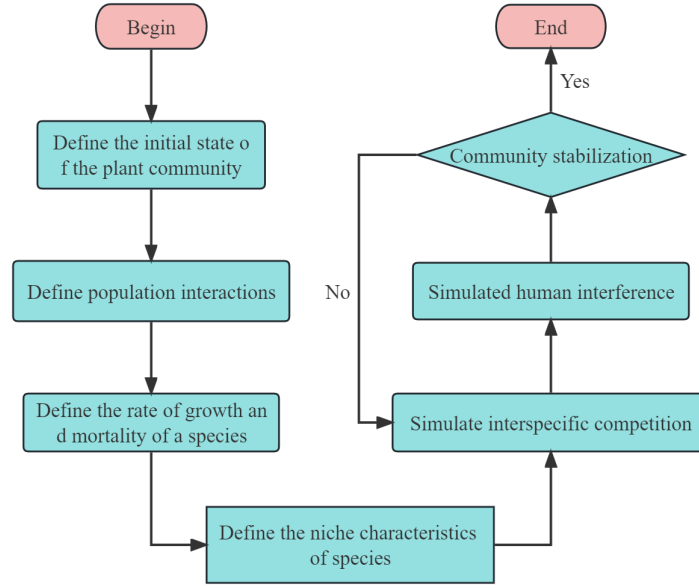 Begin
Define the initial state o
f the plant community
Define population interactions
Define the rate of growth an
d mortality of a species
Define the niche characteristics
of species
Simulate interspecific competition
Simulated human interference
Community stabilization
No
Yes
End